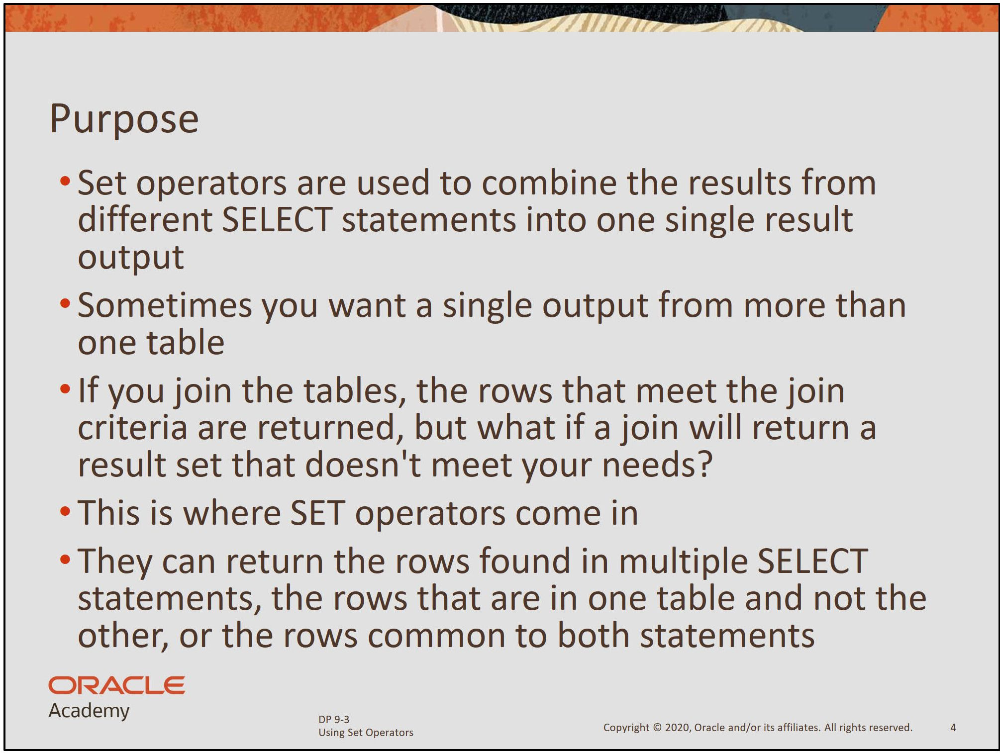 Purpose
• Set operators are used to combine the results from
different SELECT statements into one single result
output
• Sometimes you want a single output from more than
one table
• If you join the tables, the rows that meet the join
criteria are returned, but what if a join will return a
result set that doesn't meet your needs?
• This is where SET operators come in
• They can return the rows found in multiple SELECT
statements, the rows that are in one table and not the
other, or the rows common to both statements
ORACLE
Academy
DP 9-3
Using Set Operators
Copyright © 2020, Oracle and/or its affiliates. All rights reserved.
4